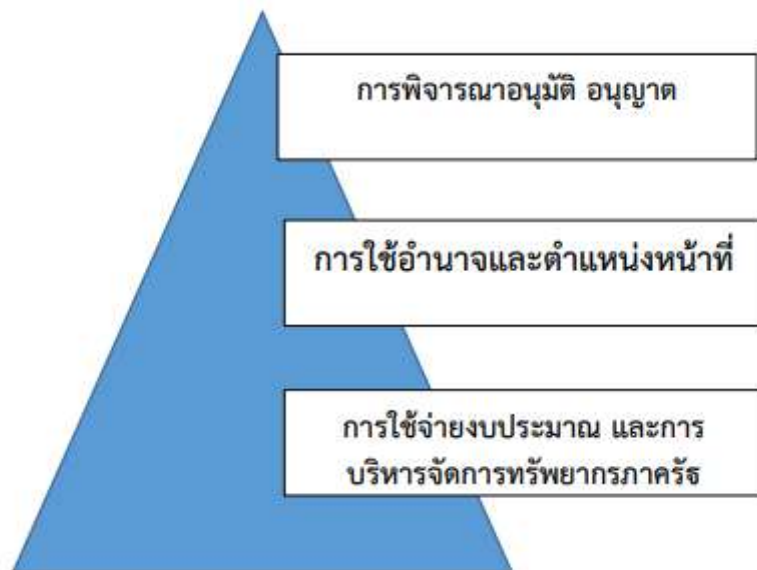 การพิจารณาอนุมัติ อนุญาต
การใช้อำนาจและตำแหน่งหน้าที่
การใช้จ่ายงบประมาณ และการ
บริหารจัดการทรัพยากรภาครัฐ